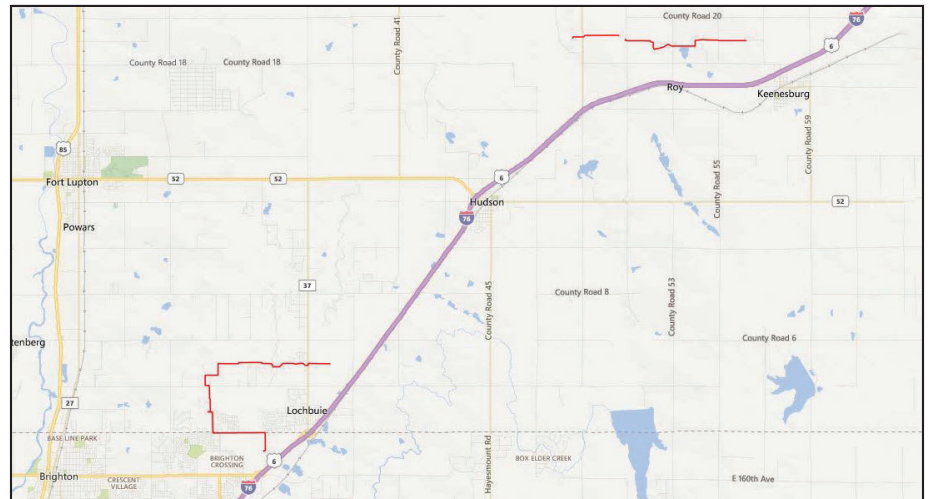 County Road 20
76
6
County Road 41
County Road 18
County Road 18
Roy
Keenesburg
County Road 59
85
Fort Lupton
52
52
6
County Road 55
Hudson
52
76
Powars
37
County Road 45
County Road 8
County Road 53
County Road 6
tenberg
27
Lochbuie
BASE LINE PARK
BRIGHTON
CROSSING
6
Hayesmount Rd
BOX ELDER CREEK
Brighton
CRESCENT
VILLAGE
76
E 160th Ave